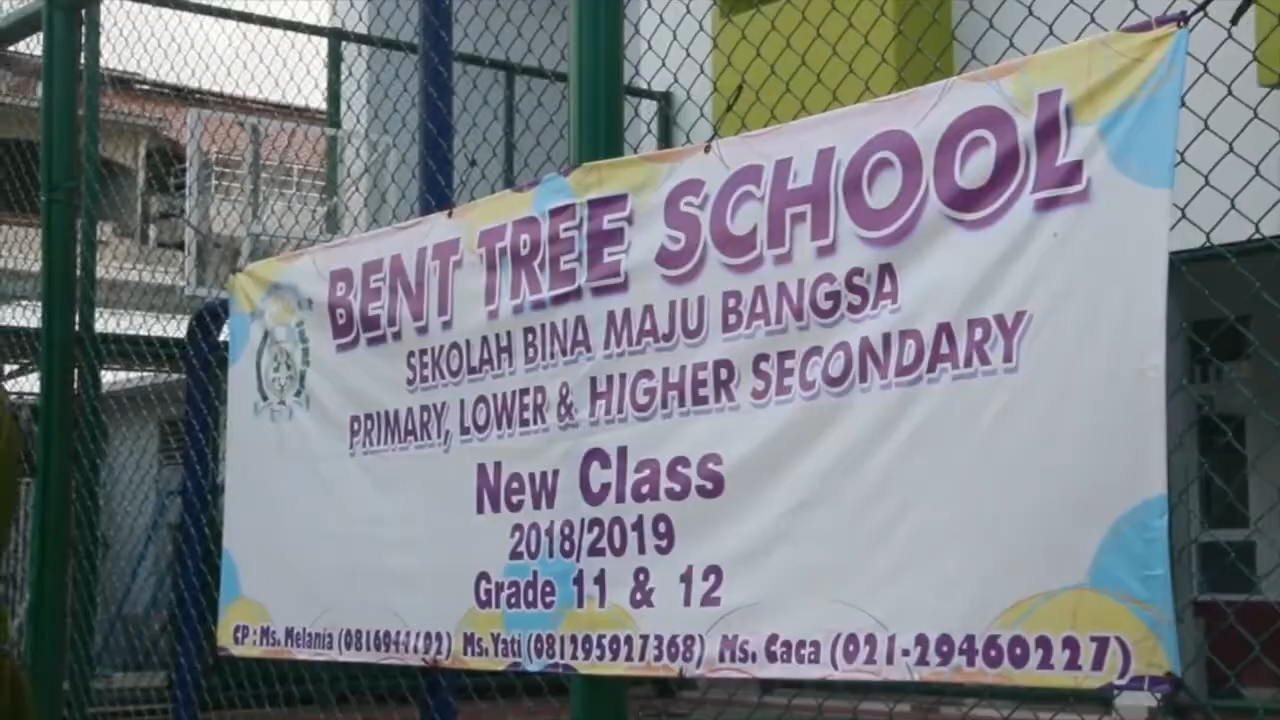 BENT TREE SCHOOL
SEKOLAH BINA MAJU BANGSA
PRIMARY, LOWER & HIGHER SECONDARY
New Class
2018/2019
Grade 11 & 12
CP : Ms. Melania Ms. Yati (081295927368) Ms. Caca (021-29460227)